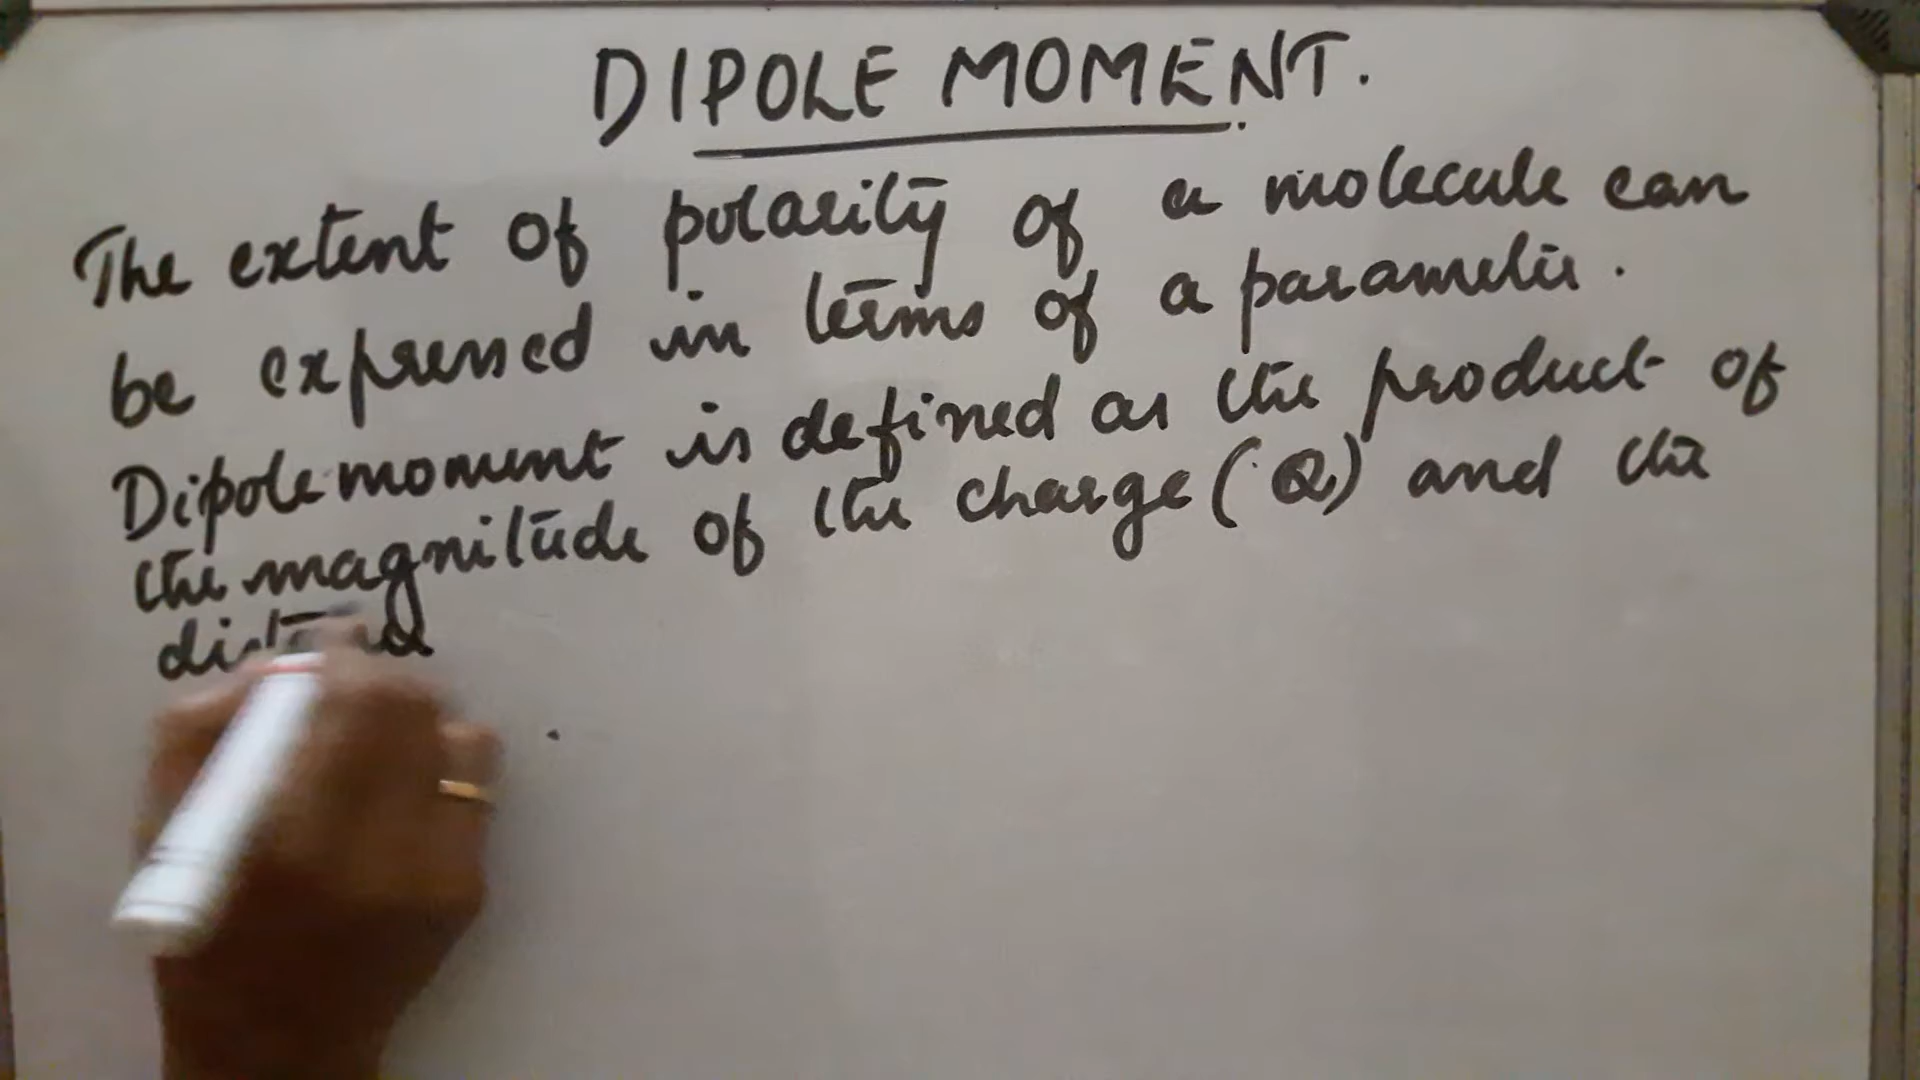 DIPOLE MOMENT.
The extent of polarity of a molecule can
be expressed in terms of a parameter.
Dipole moment is defined as the product of
the magnitude of the charge (Q) and the